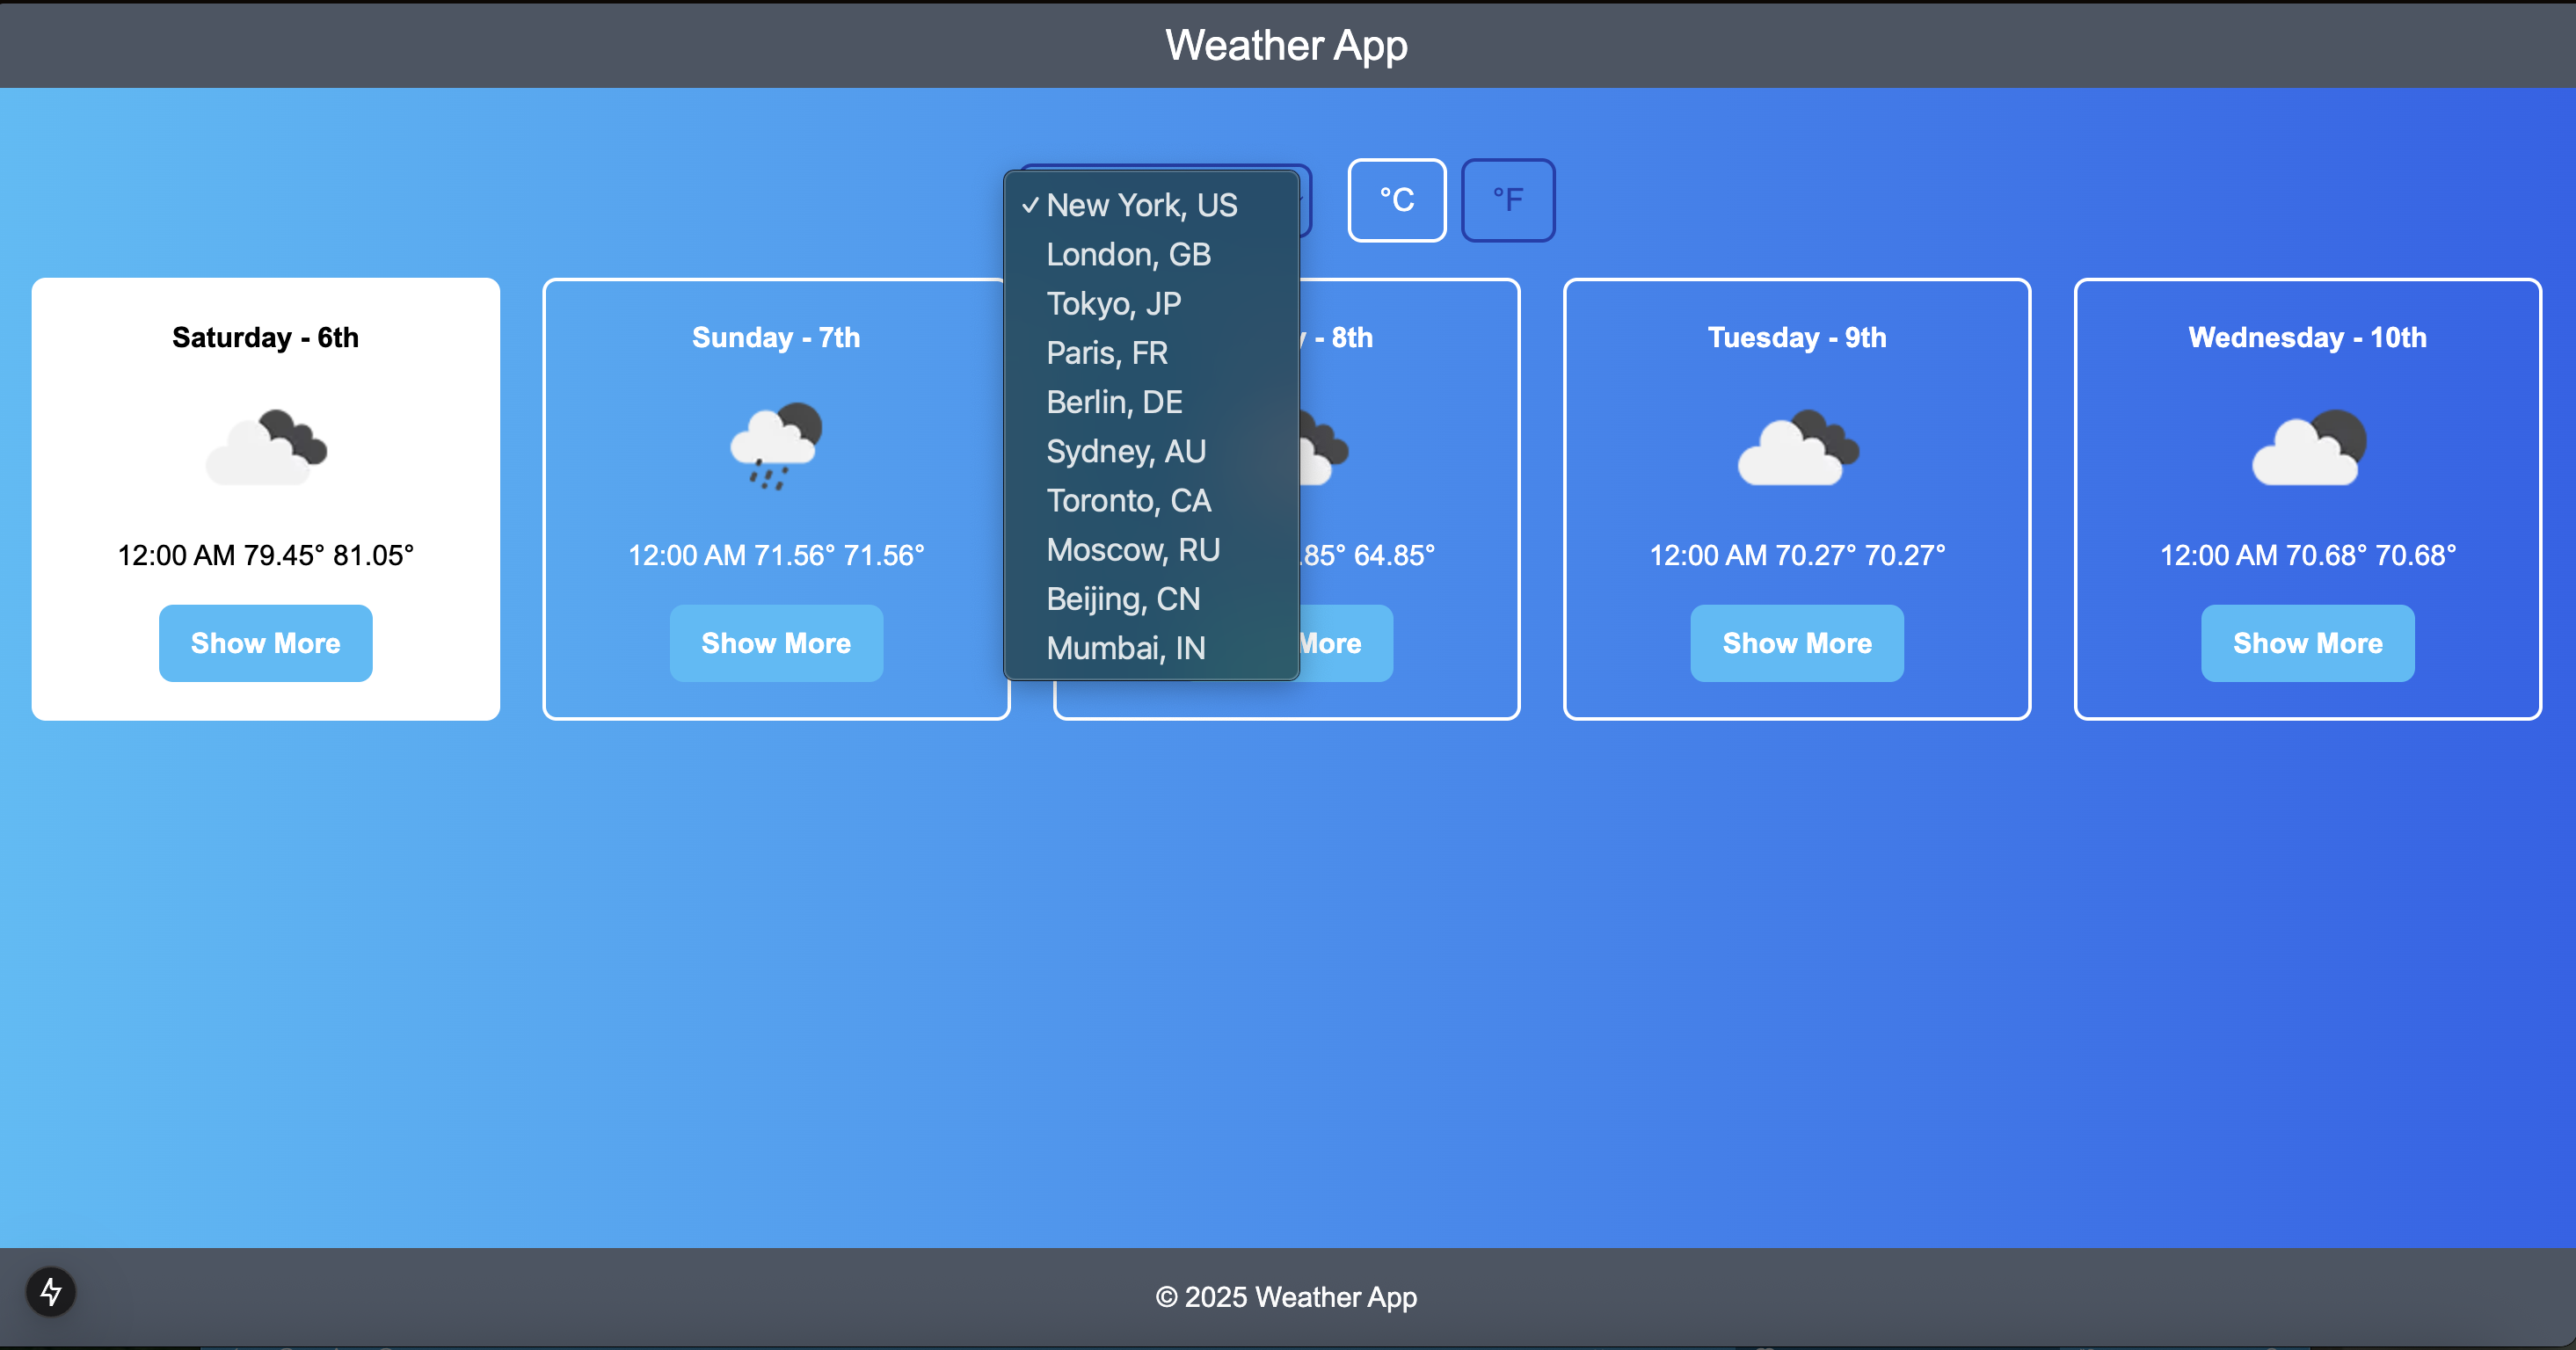 Weather App
°C °F
✓ New York, US
London, GB
Tokyo, JP
Paris, FR
Berlin, DE
Sydney, AU
Toronto, CA
Moscow, RU
Beijing, CN
Mumbai, IN
Saturday - 6th
12:00 AM 79.45° 81.05°
Show More
Sunday - 7th
12:00 AM 71.56° 71.56°
Show More
- 8th
.85° 64.85°
More
Tuesday - 9th
12:00 AM 70.27° 70.27°
Show More
Wednesday - 10th
12:00 AM 70.68° 70.68°
Show More
© 2025 Weather App